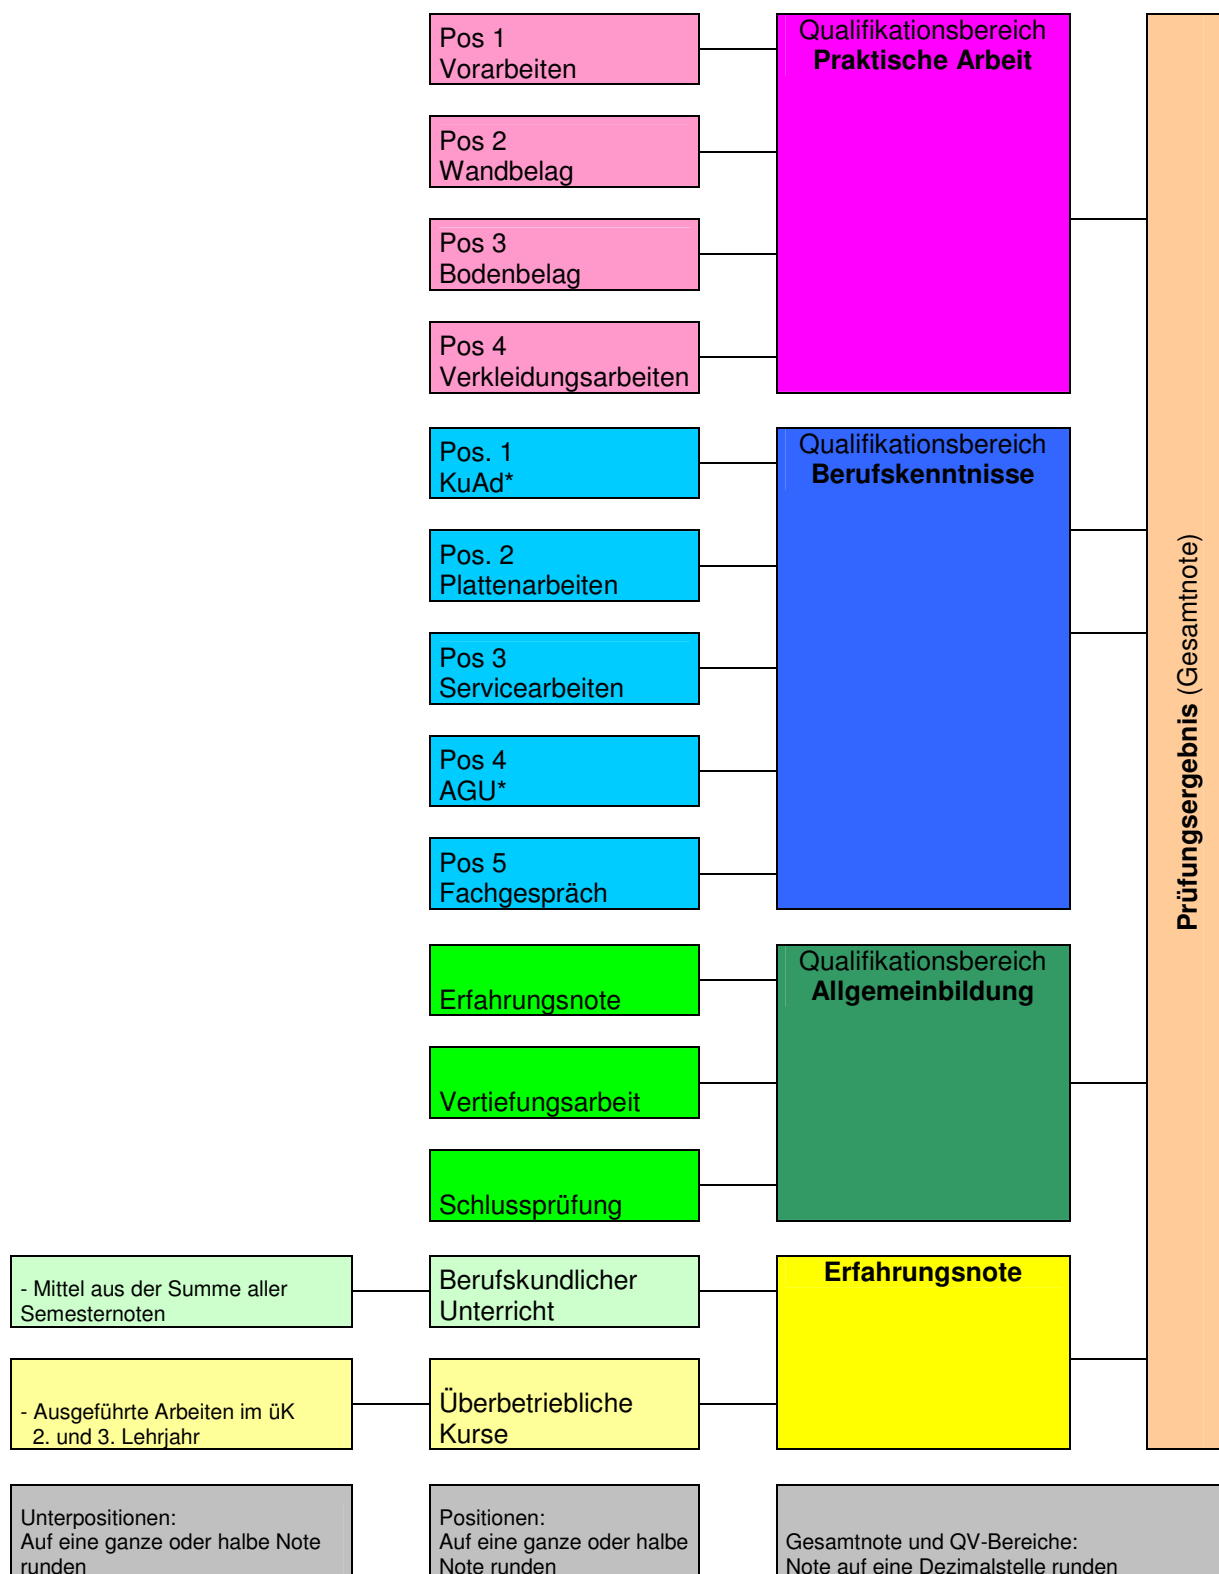 Pos 1
Vorarbeiten
Qualifikationsbereich
Praktische Arbeit
Pos 2
Wandbelag
Pos 3
Bodenbelag
Pos 4
Verkleidungsarbeiten
Pos. 1
KuAd*
Qualifikationsbereich
Berufskenntnisse
Pos. 2
Plattenarbeiten
Pos 3
Servicearbeiten
Pos 4
AGU*
Pos 5
Fachgespräch
Erfahrungsnote
Qualifikationsbereich
Allgemeinbildung
Vertiefungsarbeit
Schlussprüfung
- Mittel aus der Summe aller
Semesternoten
Berufskundlicher
Unterricht
Erfahrungsnote
- Ausgeführte Arbeiten im üK
2. und 3. Lehrjahr
Überbetriebliche
Kurse
Prüfungsergebnis (Gesamtnote)
Unterpositionen:
Auf eine ganze oder halbe Note
runden
Positionen:
Auf eine ganze oder halbe
Note runden
Gesamtnote und QV-Bereiche:
Note auf eine Dezimalstelle runden